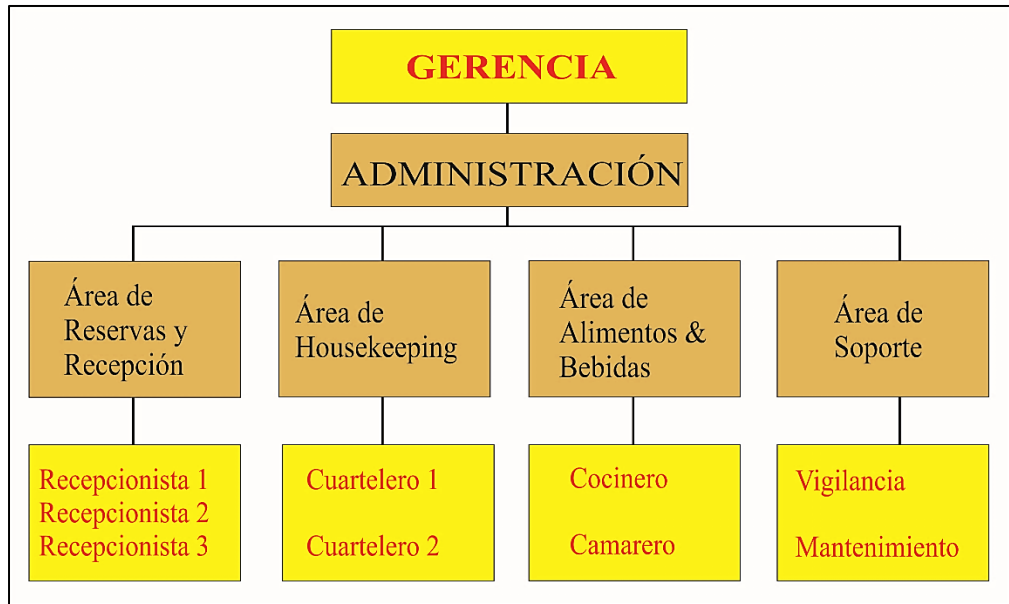 GERENCIA
ADMINISTRACIÓN
Área de
Reservas y
Recepción
Área de
Housekeeping
Área de
Alimentos &
Bebidas
Área de
Soporte
Recepcionista 1
Recepcionista 2
Recepcionista 3
Cuartelero 1
Cuartelero 2
Cocinero
Camarero
Vigilancia
Mantenimiento